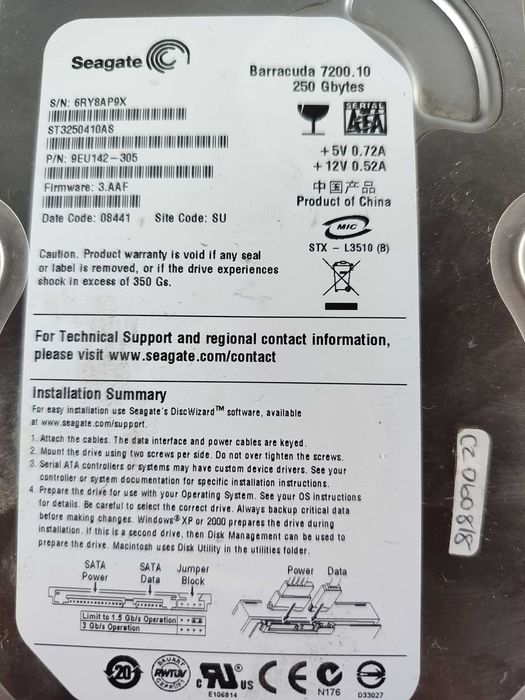 Seagate
Barracuda 7200.10
250 Gbytes
S/N: 6RY8AP9X
ST3250410AS
P/N: 9EU142-305
Firmware: 3.AAF
Date Code: 08441 Site Code: SU
SERIAL
ATA
+5V 0.72A
+12V 0.52A
中国产品
Product of China
MIC
STX - L3510 (B)
Caution. Product warranty is void if any seal
or label is removed, or if the drive experiences
shock in excess of 350 Gs.
For Technical Support and regional contact information,
please visit www.seagate.com/contact
Installation Summary
For easy installation use Seagate's DiscWizard™ software, available
at www.seagate.com/support.
1. Attach the cables. The data interface and power cables are keyed.
2. Mount the drive using two screws per side. Do not over tighten the screws.
3. Serial ATA controllers or systems may have custom device drivers. See your
controller or system documentation for specific installation instructions.
4. Prepare the drive for use with your Operating System. See your OS instructions
for details. Be careful to select the correct drive. Always backup critical data
before making changes. Windows® XP or 2000 prepares the drive during
installation. If this is a second drive, then Disk Management can be used to
prepare the drive. Macintosh uses Disk Utility in the utilities folder.
SATA Power
SATA Data
Jumper Block
Power Data
Limit to 1.5 Gb/s Operation
3 Gb/s Operation
20
BAUART
RWTUV
GEPRUFT
c RU US
E106814
CE
N176
D33027